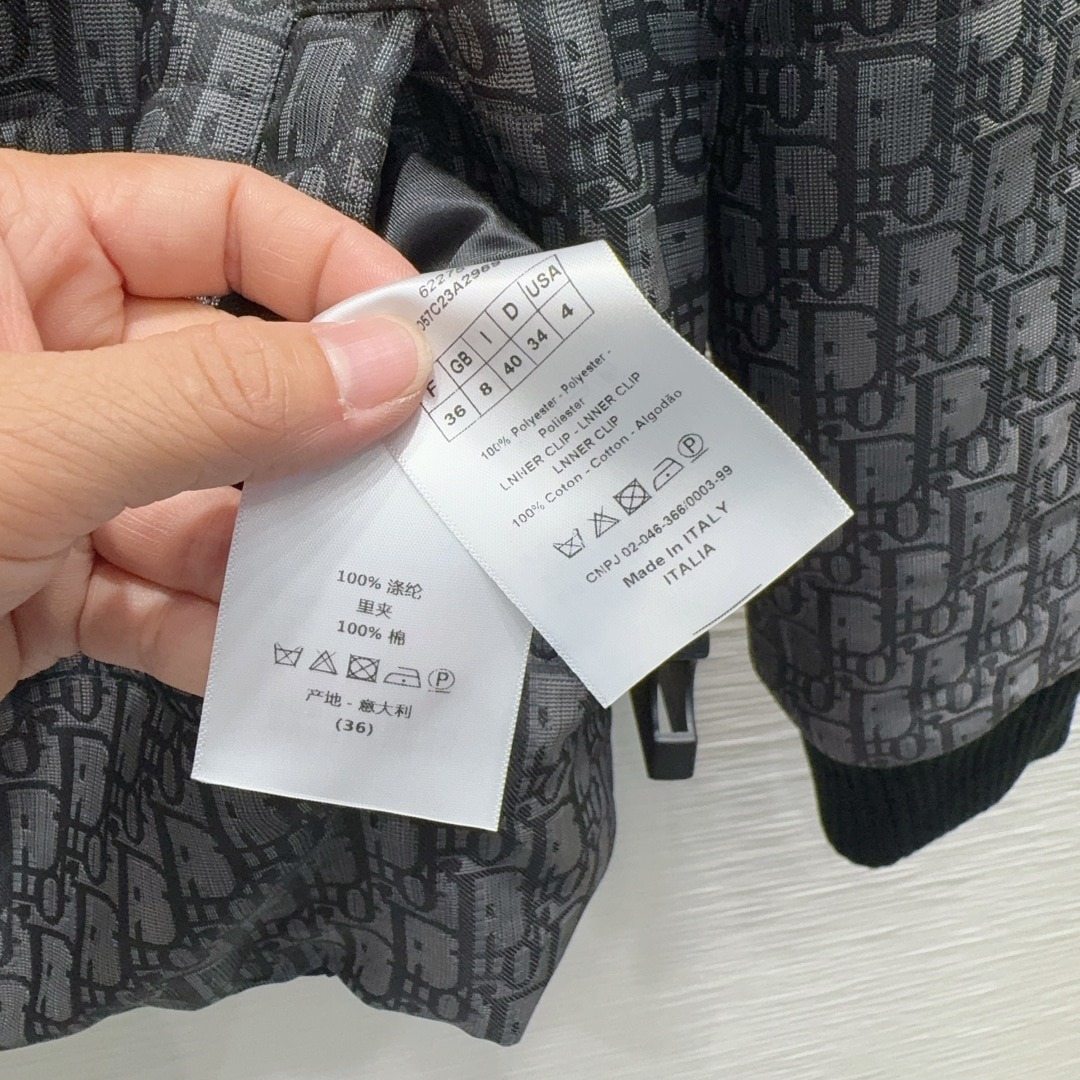 057C23A2989
F GB I D USA
36 8 40 34 4
100% Polyester - Polyester -
Poliester
LNNER CLIP - LNNER CLIP
LNNER CLIP
100% Coton - Cotton - Algodão
P
CNPJ 02-046-366/0003-99
Made In ITALY
ITALIA
100% 涤纶
里夹
100% 棉
P
产地 - 意大利
(36)